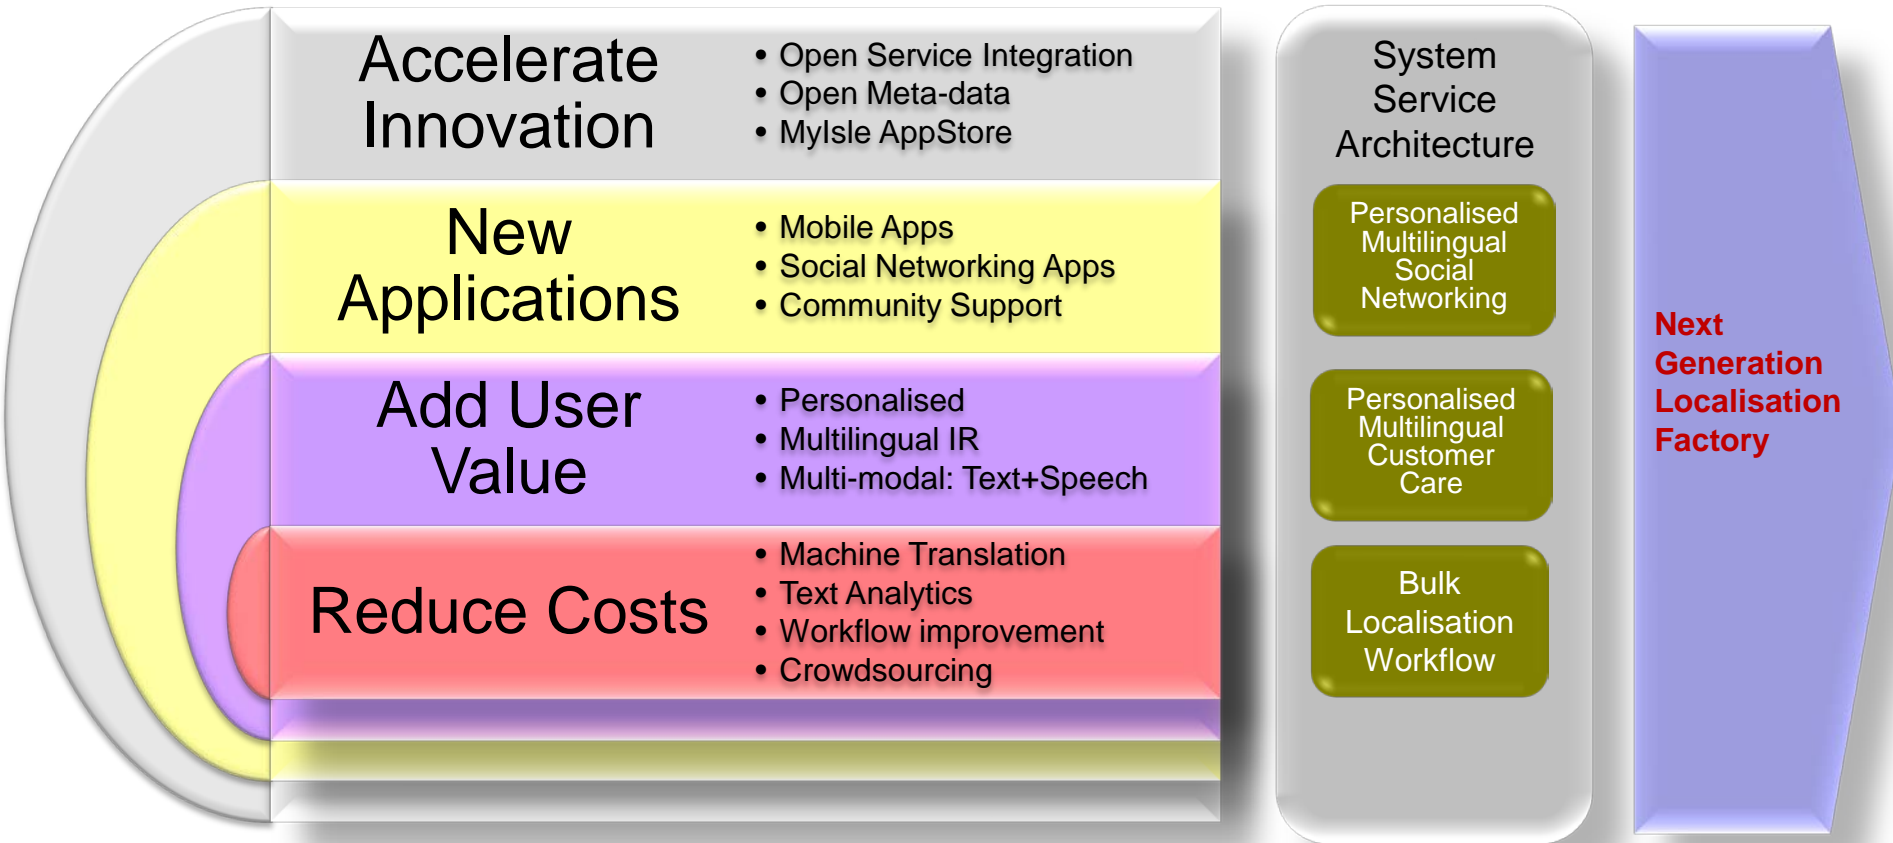 Accelerate
Innovation
• Open Service Integration
• Open Meta-data
• MyIsle AppStore
New
Applications
• Mobile Apps
• Social Networking Apps
• Community Support
Add User
Value
• Personalised
• Multilingual IR
• Multi-modal: Text+Speech
Reduce Costs
• Machine Translation
• Text Analytics
• Workflow improvement
• Crowdsourcing
System
Service
Architecture
Personalised
Multilingual
Social
Networking
Personalised
Multilingual
Customer
Care
Bulk
Localisation
Workflow
Next
Generation
Localisation
Factory